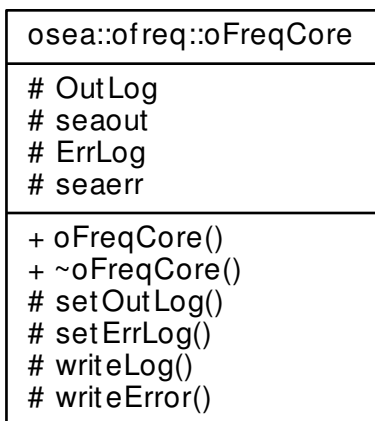 osea::ofreq::oFreqCore
# OutLog
# seaout
# ErrLog
# seaerr
+ oFreqCore()
+ ~oFreqCore()
# setOutLog()
# setErrLog()
# writeLog()
# writeError()